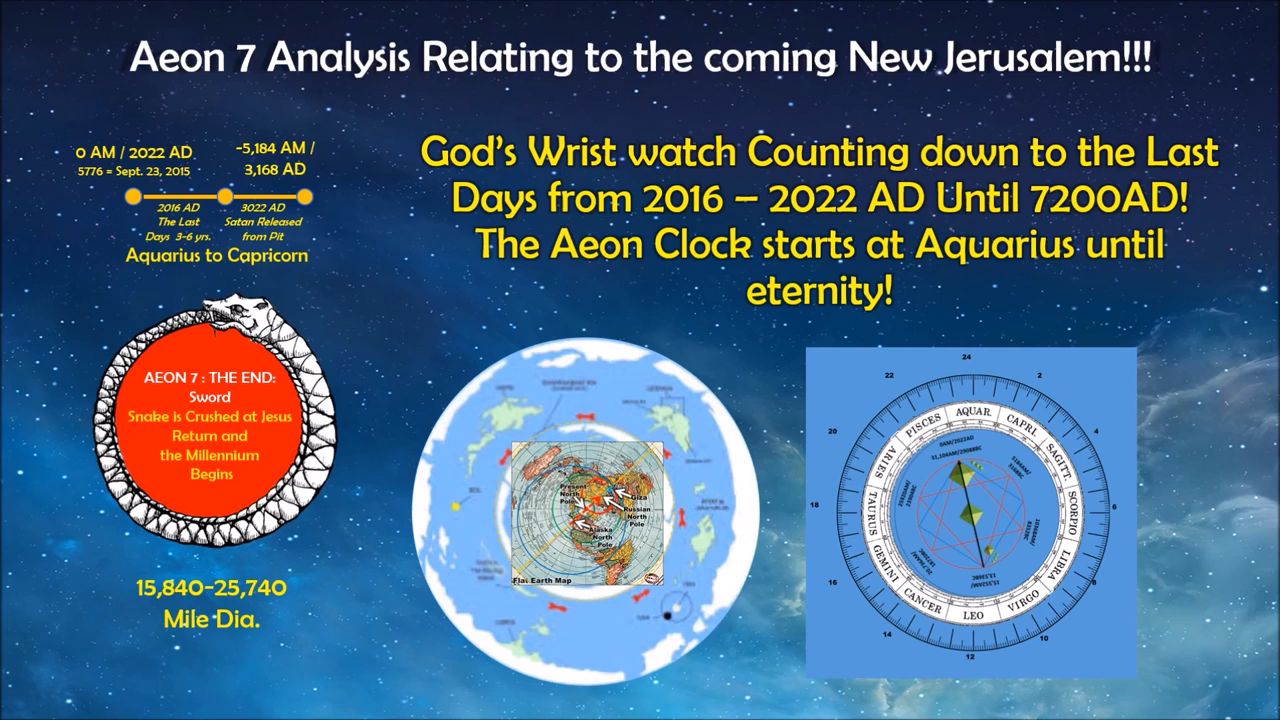 Aeon 7 Analysis Relating to the coming New Jerusalem!!!
0 AM / 2022 AD
5776 = Sept. 23, 2015
-5,184 AM /
3,168 AD
2016 AD
The Last
Days 3-6 yrs.
3022 AD
Satan Released
from Pit
Aquarius to Capricorn
God's Wrist watch Counting down to the Last
Days from 2016 – 2022 AD Until 7200AD!
The Aeon Clock starts at Aquarius until
eternity!
AEON 7 : THE END:
Sword
Snake is Crushed at Jesus
Return and
the Millennium
Begins
15,840-25,740
Mile Dia.
Present
North
Pole
Giza
Russian
North
Pole
Alaska
North
Pole
Flat Earth Map
24
2
4
6
8
10
12
14
16
18
20
22
AQUAR.
CAPRI
SAGITT.
SCORPIO
LIBRA
VIRGO
LEO
CANCER
GEMINI
TAURUS
ARIES
PISCES
0AM/2022AD